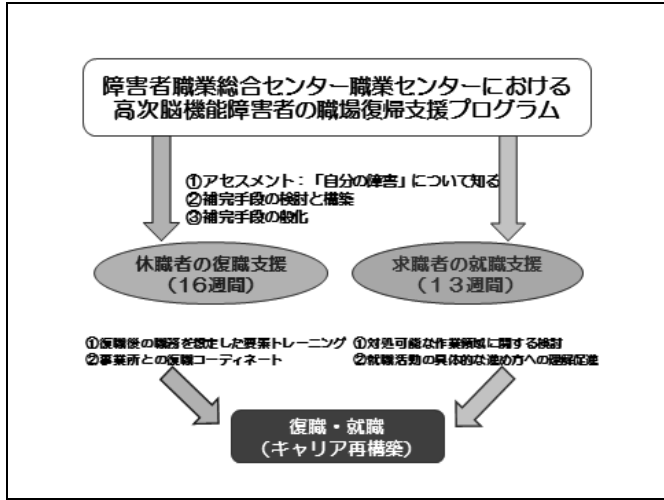 障害者職業総合センター職業センターにおける
高次脳機能障害者の職場復帰支援プログラム
①アセスメント：「自分の障害」について知る
②補完手段の検討と構築
③補完手段の般化
休職者の復職支援
（16週間）
求職者の就職支援
（１３週間）
①復職後の職務を想定した要素トレーニング
②事業所との復職コーディネート
①対処可能な作業領域に関する検討
②就職活動の具体的な進め方への理解促進
復職・就職
（キャリア再構築）